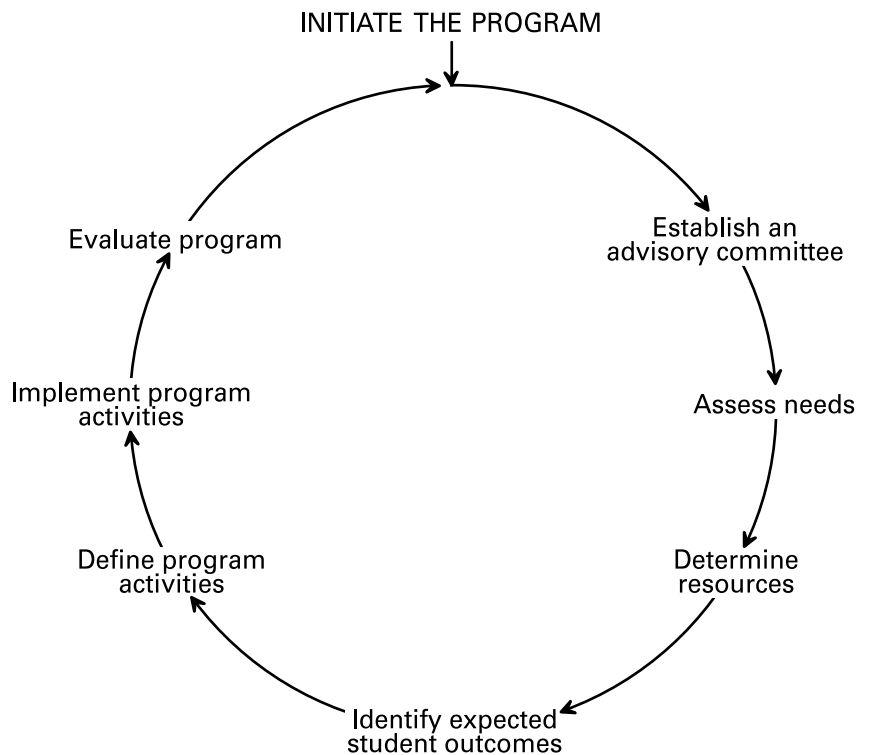 INITIATE THE PROGRAM
Establish an
advisory committee
Assess needs
Determine
resources
Identify expected
student outcomes
Define program
activities
Implement program
activities
Evaluate program